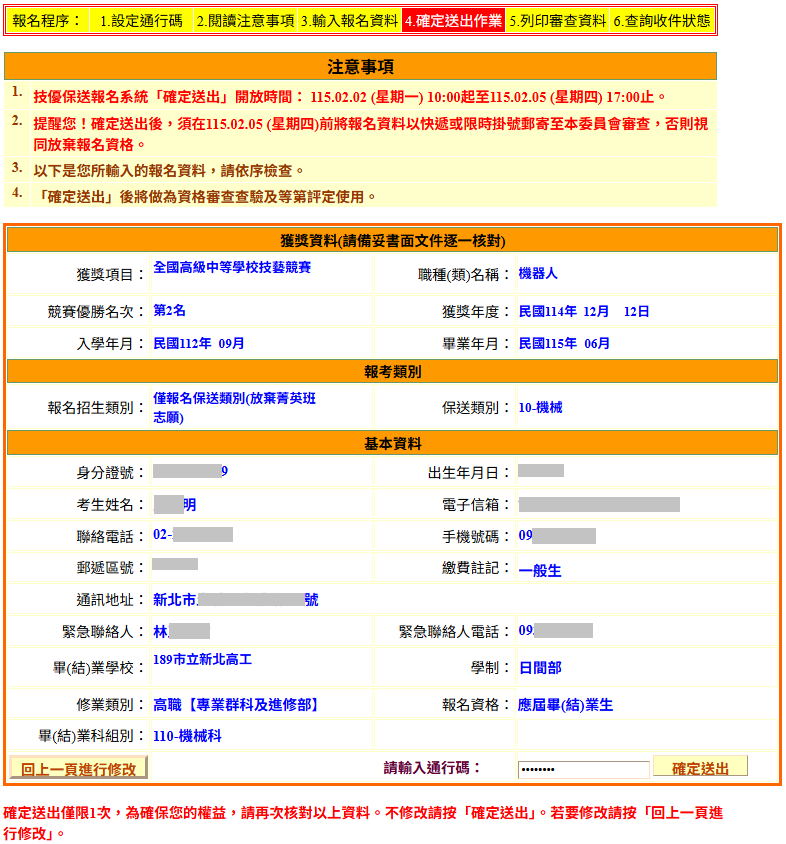 報名程序： 1.設定通行碼 2.閱讀注意事項 3.輸入報名資料 4.確定送出作業 5.列印審查資料 6.查詢收件狀態
注意事項
1. 技優保送報名系統「確定送出」開放時間： 115.02.02 (星期一) 10:00起至115.02.05 (星期四) 17:00止。
2. 提醒您！確定送出後，須在115.02.05 (星期四)前將報名資料以快遞或限時掛號郵寄至本委員會審查，否則視
同放棄報名資格。
3. 以下是您所輸入的報名資料，請依序檢查。
4. 「確定送出」後將做為資格審查查驗及等第評定使用。
獲獎資料(請備妥書面文件逐一核對)
獲獎項目： 全國高級中等學校技藝競賽 職種(類)名稱： 機器人
競賽優勝名次： 第2名 獲獎年度： 民國114年 12月 12日
入學年月： 民國112年 09月 畢業年月： 民國115年 06月
報考類別
報名招生類別： 僅報名保送類別(放棄菁英班
志願) 保送類別： 10-機械
基本資料
身分證號： 9 出生年月日：
考生姓名： 明 電子信箱：
聯絡電話： 02- 手機號碼： 09
郵遞區號： 繳費註記： 一般生
通訊地址： 新北市 號
緊急聯絡人： 林 緊急聯絡人電話： 09
畢(結)業學校： 189市立新北高工 學制： 日間部
修業類別： 高職【專業群科及進修部】 報名資格： 應屆畢(結)業生
畢(結)業科組別： 110-機械科
回上一頁進行修改 請輸入通行碼： •••••••• 確定送出
確定送出僅限1次，為確保您的權益，請再次核對以上資料。不修改請按「確定送出」。若要修改請按「回上一頁進
行修改」。